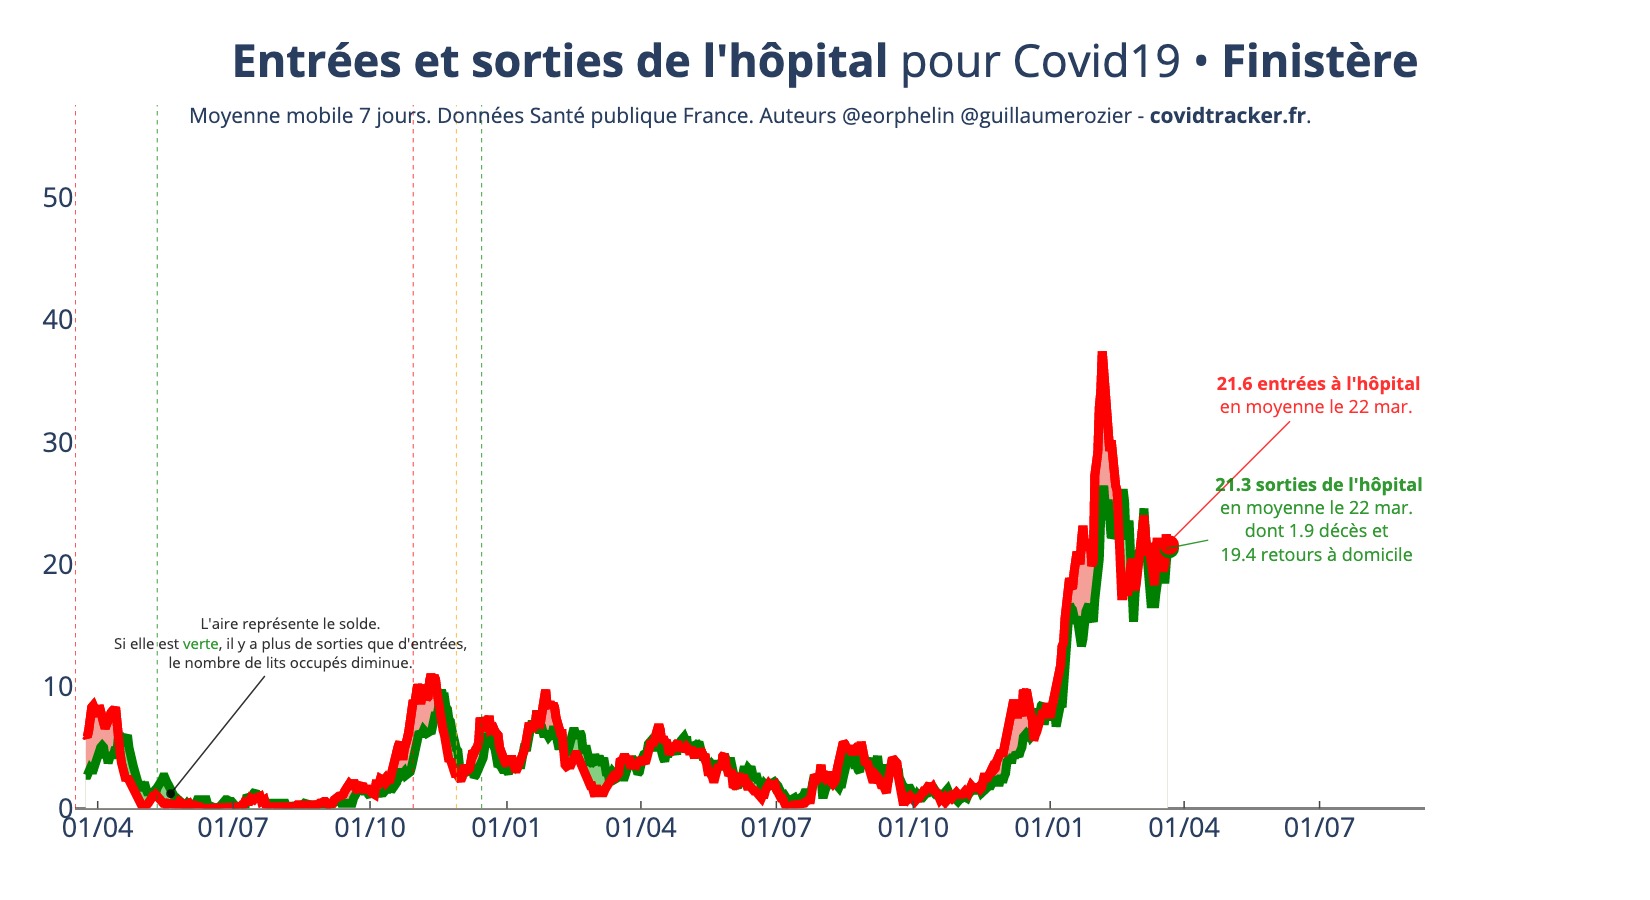 Entrées et sorties de l'hôpital pour Covid19 • Finistère
Moyenne mobile 7 jours. Données Santé publique France. Auteurs @eorphelin @guillaumerozier - covidtracker.fr.
50
40
30
20
10
0
21.6 entrées à l'hôpital
en moyenne le 22 mar.
21.3 sorties de l'hôpital
en moyenne le 22 mar.
dont 1.9 décès et
19.4 retours à domicile
L'aire représente le solde.
Si elle est verte, il y a plus de sorties que d'entrées,
le nombre de lits occupés diminue.
01/04 01/07 01/10 01/01 01/04 01/07 01/10 01/01 01/04 01/07